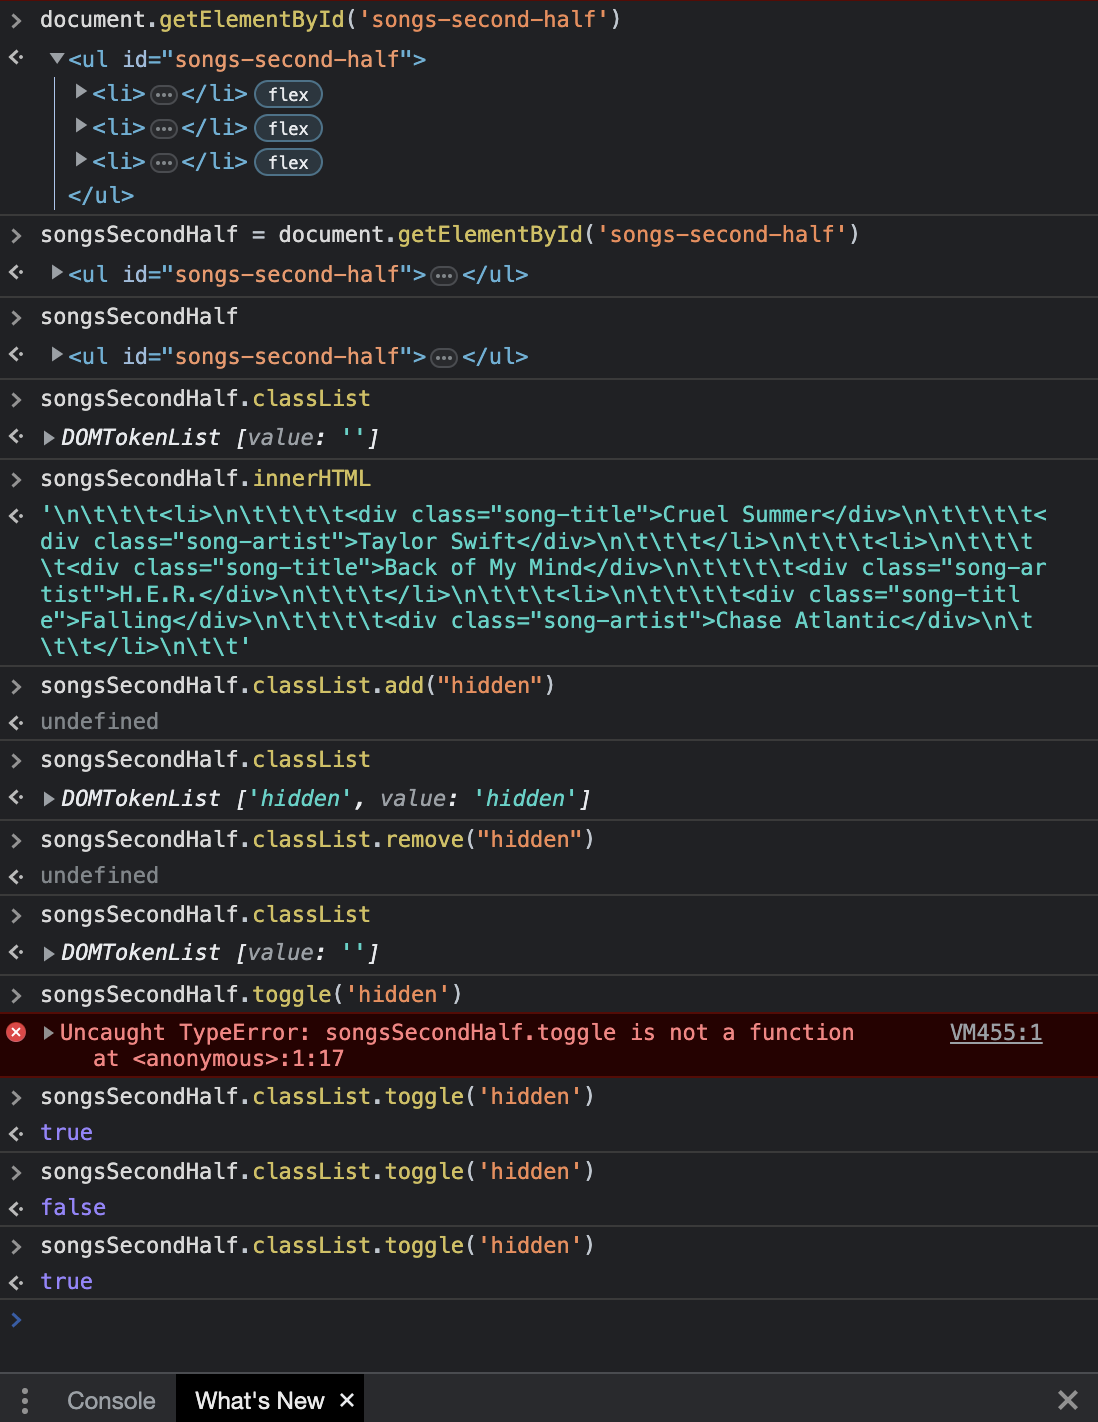 > document.getElementById('songs-second-half')
<ul id="songs-second-half">
<li>…</li> flex
<li>…</li> flex
<li>…</li> flex
</ul>
> songsSecondHalf = document.getElementById('songs-second-half')
<ul id="songs-second-half">…</ul>
> songsSecondHalf
<ul id="songs-second-half">…</ul>
> songsSecondHalf.classList
DOMTokenList [value: '']
> songsSecondHalf.innerHTML
'\n\t\t\t<li>\n\t\t\t\t<div class="song-title">Cruel Summer</div>\n\t\t\t\t<
div class="song-artist">Taylor Swift</div>\n\t\t\t</li>\n\t\t\t<li>\n\t\t\t
\t<div class="song-title">Back of My Mind</div>\n\t\t\t\t<div class="song-ar
tist">H.E.R.</div>\n\t\t\t</li>\n\t\t\t<li>\n\t\t\t\t<div class="song-titl
e">Falling</div>\n\t\t\t\t<div class="song-artist">Chase Atlantic</div>\n\t
\t\t</li>\n\t\t'
> songsSecondHalf.classList.add("hidden")
undefined
> songsSecondHalf.classList
DOMTokenList ['hidden', value: 'hidden']
> songsSecondHalf.classList.remove("hidden")
undefined
> songsSecondHalf.classList
DOMTokenList [value: '']
> songsSecondHalf.toggle('hidden')
Uncaught TypeError: songsSecondHalf.toggle is not a function VM455:1
at <anonymous>:1:17
> songsSecondHalf.classList.toggle('hidden')
true
> songsSecondHalf.classList.toggle('hidden')
false
> songsSecondHalf.classList.toggle('hidden')
true
>
Console What's New